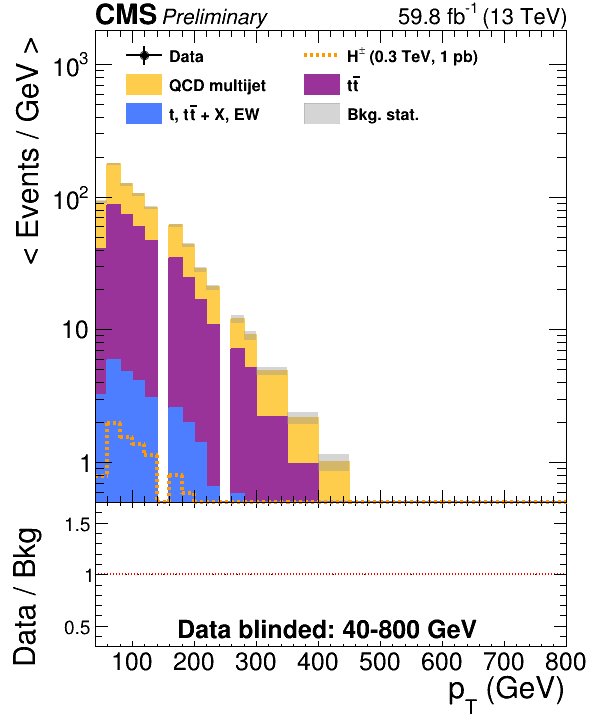 CMS Preliminary 59.8 fb⁻¹ (13 TeV)
Data
H± (0.3 TeV, 1 pb)
QCD multijet
tt̄
t, tt̄ + X, EW
Bkg. stat.
< Events / GeV >
10³
10²
10
1
Data / Bkg
1.5
1
0.5
Data blinded: 40-800 GeV
100 200 300 400 500 600 700 800
p_T (GeV)